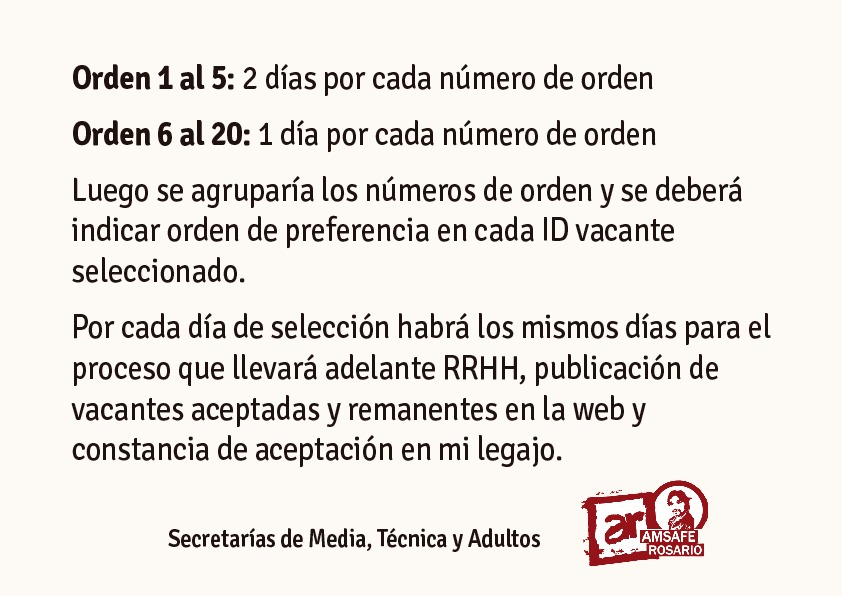 Orden 1 al 5: 2 días por cada número de orden
Orden 6 al 20: 1 día por cada número de orden
Luego se agruparía los números de orden y se deberá
indicar orden de preferencia en cada ID vacante
seleccionado.
Por cada día de selección habrá los mismos días para el
proceso que llevará adelante RRHH, publicación de
vacantes aceptadas y remanentes en la web y
constancia de aceptación en mi legajo.
Secretarías de Media, Técnica y Adultos
ar
AMSAFE
ROSARIO